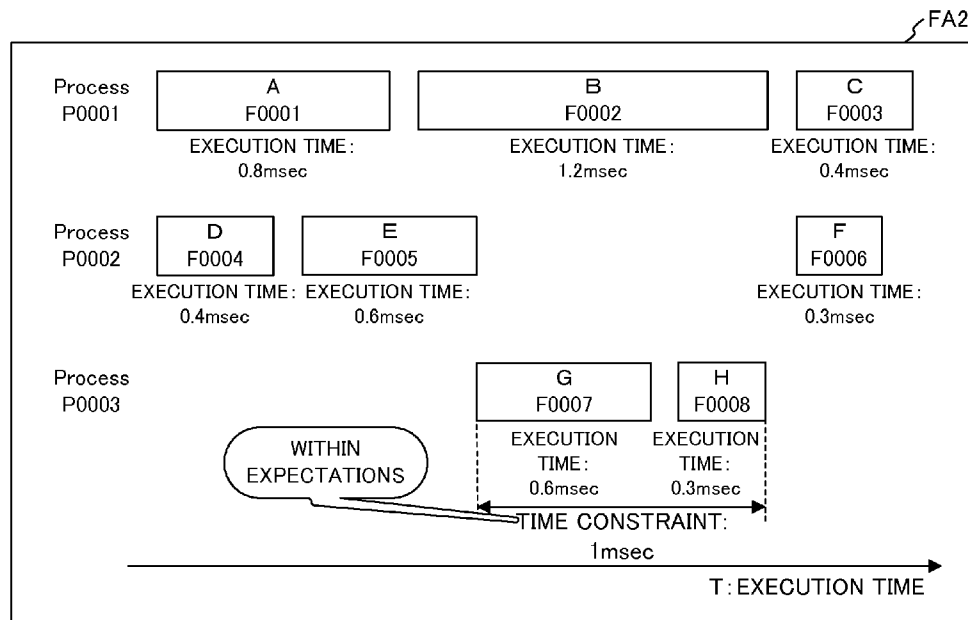 FA2
Process
P0001
A
F0001
B
F0002
C
F0003
EXECUTION TIME:
0.8msec
EXECUTION TIME:
1.2msec
EXECUTION TIME:
0.4msec
Process
P0002
D
F0004
E
F0005
F
F0006
EXECUTION TIME:
0.4msec
EXECUTION TIME:
0.6msec
EXECUTION TIME:
0.3msec
Process
P0003
G
F0007
H
F0008
EXECUTION
TIME:
0.6msec
EXECUTION
TIME:
0.3msec
WITHIN
EXPECTATIONS
TIME CONSTRAINT:
1msec
T:EXECUTION TIME